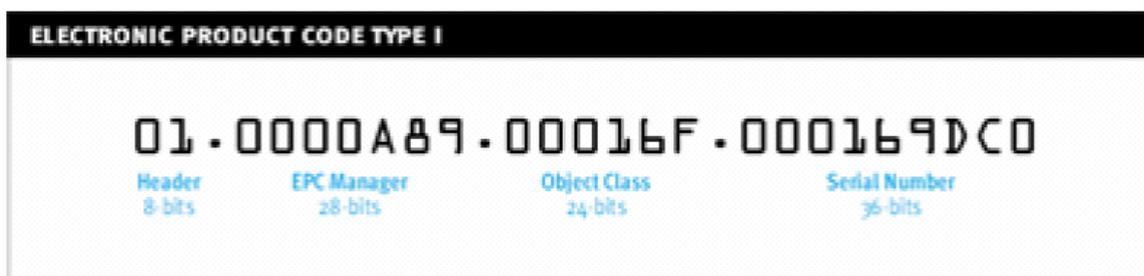 ELECTRONIC PRODUCT CODE TYPE I
01.0000A89.00016F.000169DC0
Header EPC Manager Object Class Serial Number
8-bits 28-bits 24-bits 36-bits